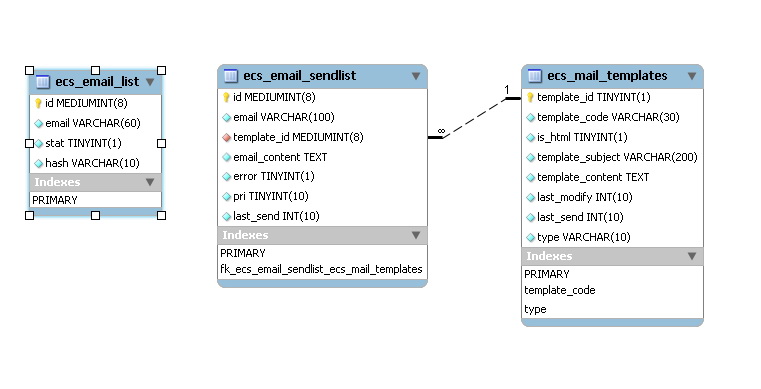 ecs_email_list
id MEDIUMINT(8)
email VARCHAR(60)
stat TINYINT(1)
hash VARCHAR(10)
Indexes
PRIMARY
ecs_email_sendlist
id MEDIUMINT(8)
email VARCHAR(100)
template_id MEDIUMINT(8)
email_content TEXT
error TINYINT(1)
pri TINYINT(10)
last_send INT(10)
Indexes
PRIMARY
fk_ecs_email_sendlist_ecs_mail_templates
∞
1
ecs_mail_templates
template_id TINYINT(1)
template_code VARCHAR(30)
is_html TINYINT(1)
template_subject VARCHAR(200)
template_content TEXT
last_modify INT(10)
last_send INT(10)
type VARCHAR(10)
Indexes
PRIMARY
template_code
type